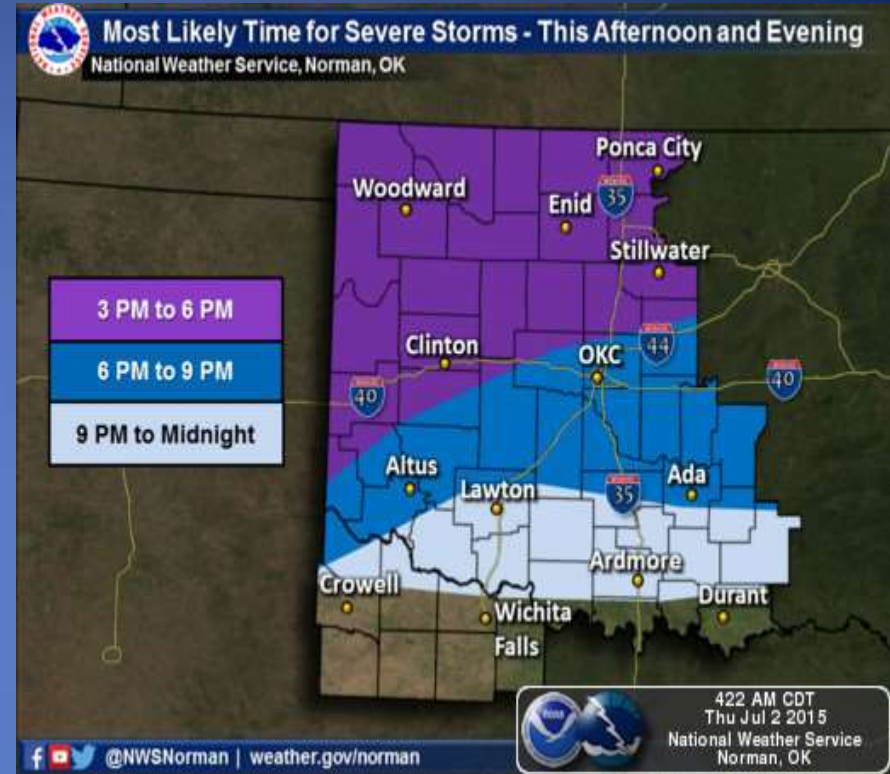 Most Likely Time for Severe Storms - This Afternoon and Evening
National Weather Service, Norman, OK
Ponca City
Woodward
Enid
35
Stillwater
3 PM to 6 PM
6 PM to 9 PM
9 PM to Midnight
Clinton
OKC
44
40
40
Altus
Lawton
35
Ada
Ardmore
Crowell
Durant
Wichita
Falls
422 AM CDT
Thu Jul 2 2015
National Weather Service
Norman, OK
@NWSNorman | weather.gov/norman